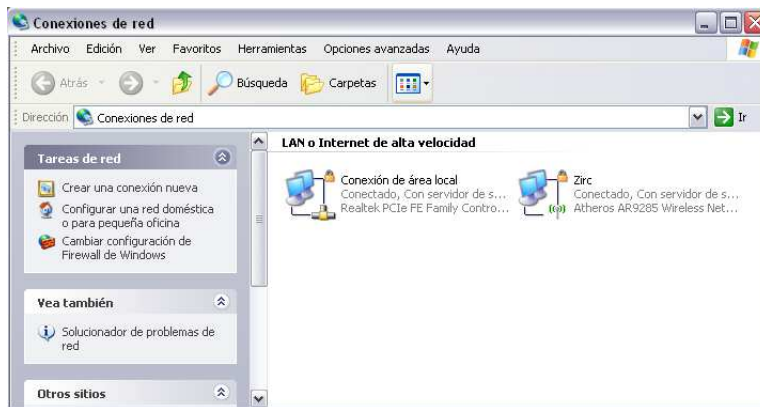 Conexiones de red
Archivo Edición Ver Favoritos Herramientas Opciones avanzadas Ayuda
Atrás Búsqueda Carpetas
Dirección Conexiones de red Ir
Tareas de red
Crear una conexión nueva
Configurar una red doméstica
o para pequeña oficina
Cambiar configuración de
Firewall de Windows
Vea también
Solucionador de problemas de
red
Otros sitios
LAN o Internet de alta velocidad
Conexión de área local
Conectado, Con servidor de s...
Realtek PCIe FE Family Contro...
Zirc
Conectado, Con servidor de s...
Atheros AR9285 Wireless Net...